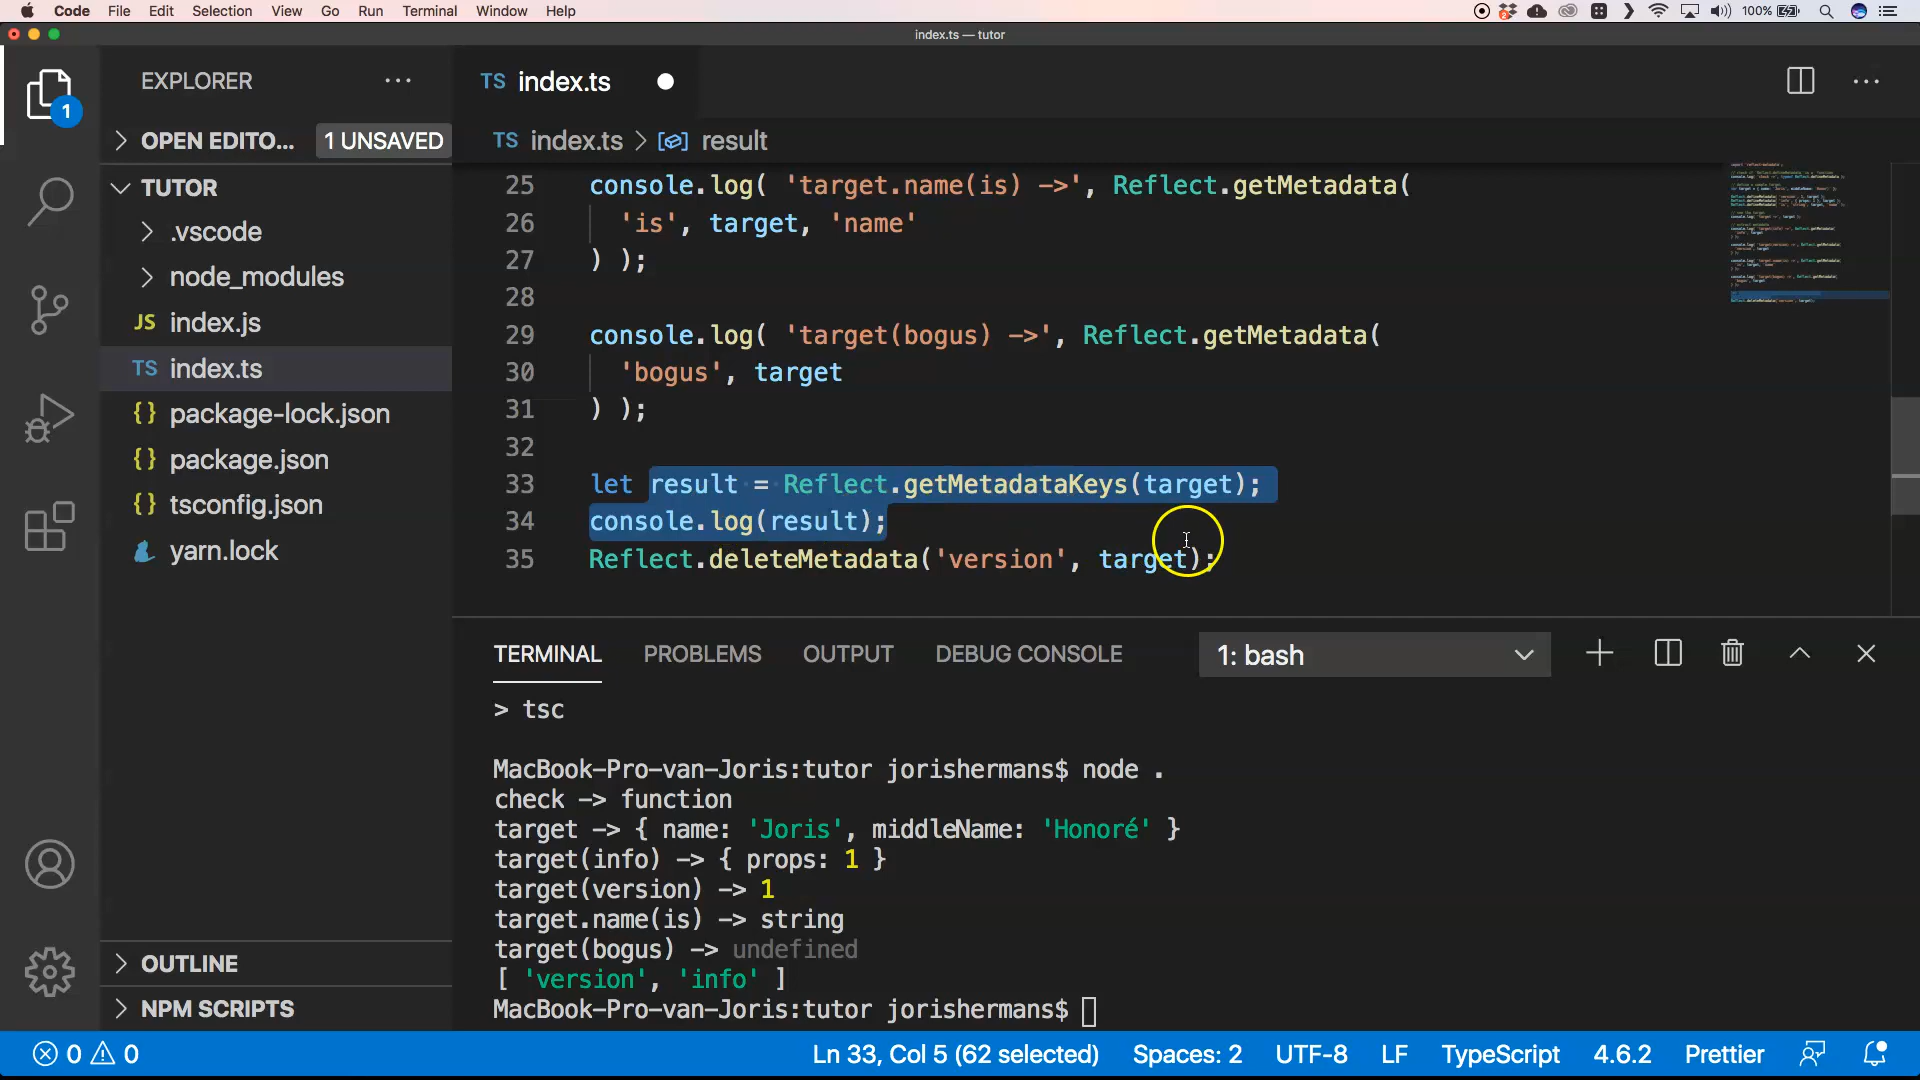 Code File Edit Selection View Go Run Terminal Window Help 100%
index.ts — tutor
EXPLORER
TS index.ts
1
OPEN EDITO... 1 UNSAVED
TS index.ts > result
TUTOR
.vscode
node_modules
JS index.js
TS index.ts
{} package-lock.json
{} package.json
{} tsconfig.json
yarn.lock
OUTLINE
NPM SCRIPTS
25 console.log( 'target.name(is) ->', Reflect.getMetadata(
26 'is', target, 'name'
27 ) );
28
29 console.log( 'target(bogus) ->', Reflect.getMetadata(
30 'bogus', target
31 ) );
32
33 let result = Reflect.getMetadataKeys(target);
34 console.log(result);
35 Reflect.deleteMetadata('version', target);
TERMINAL PROBLEMS OUTPUT DEBUG CONSOLE 1: bash
> tsc
MacBook-Pro-van-Joris:tutor jorishermans$ node .
check -> function
target -> { name: 'Joris', middleName: 'Honoré' }
target(info) -> { props: 1 }
target(version) -> 1
target.name(is) -> string
target(bogus) -> undefined
[ 'version', 'info' ]
MacBook-Pro-van-Joris:tutor jorishermans$
0 0 Ln 33, Col 5 (62 selected) Spaces: 2 UTF-8 LF TypeScript 4.6.2 Prettier